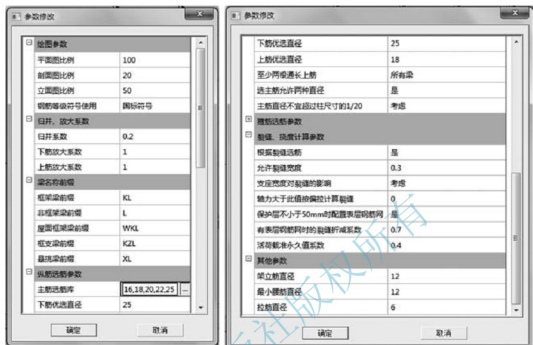 参数修改
绘图参数
平面图比例 100
剖面图比例 20
立面图比例 50
钢筋等级符号使用 国标符号
归并、放大系数
归并系数 0.2
下筋放大系数 1
上筋放大系数 1
梁名称前缀
框架梁前缀 KL
非框架梁前缀 L
屋面框架梁前缀 WKL
框支梁前缀 KZL
悬挑梁前缀 XL
纵筋选筋参数
主筋选筋库 16,18,20,22,25 ...
下筋优选直径 25
确定 取消
参数修改
下筋优选直径 25
上筋优选直径 18
至少两根通长上筋 所有梁
选主筋允许两种直径 是
主筋直径不宜超过柱尺寸的1/20 考虑
箍筋选筋参数
裂缝、挠度计算参数
根据裂缝选筋 是
允许裂缝宽度 0.3
支座宽度对裂缝的影响 考虑
轴力大于此值按偏拉计算裂缝 0
保护层不小于50mm时配置表层钢筋网 是
有表层钢筋网时的裂缝折减系数 0.7
活荷载准永久值系数 0.4
其他参数
架立筋直径 12
最小腰筋直径 12
拉筋直径 6
确定 取消
社版权所有